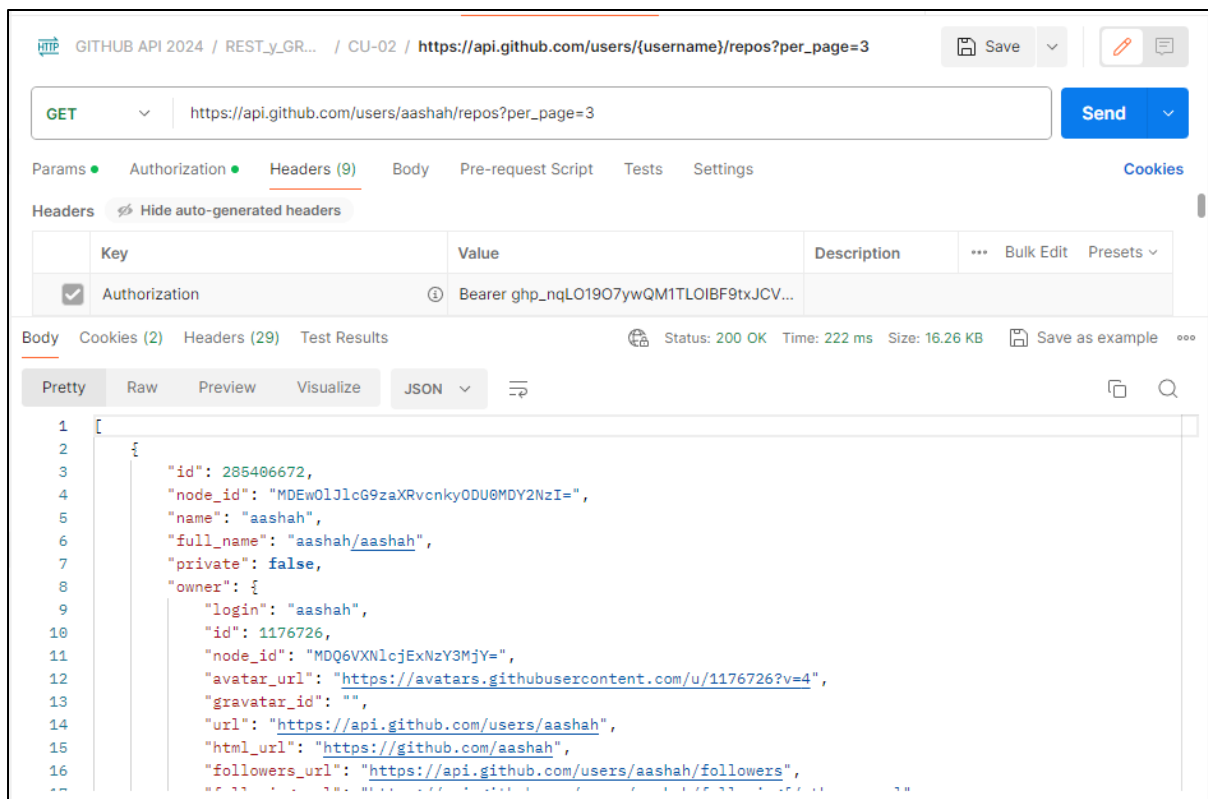 HTTP GITHUB API 2024 / REST_y_GR... / CU-02 / https://api.github.com/users/{username}/repos?per_page=3 Save
GET https://api.github.com/users/aashah/repos?per_page=3 Send
Params Authorization Headers (9) Body Pre-request Script Tests Settings Cookies
Headers Hide auto-generated headers
Key Value Description ••• Bulk Edit Presets
Authorization Bearer ghp_nqLO19O7ywQM1TLOIBF9txJCV...
Body Cookies (2) Headers (29) Test Results Status: 200 OK Time: 222 ms Size: 16.26 KB Save as example
Pretty Raw Preview Visualize JSON
1 [
2 {
3 "id": 285406672,
4 "node_id": "MDEwOlJlcG9zaXRvcnkyODU0MDY2NzI=",
5 "name": "aashah",
6 "full_name": "aashah/aashah",
7 "private": false,
8 "owner": {
9 "login": "aashah",
10 "id": 1176726,
11 "node_id": "MDQ6VXNlcjExNzY3MjY=",
12 "avatar_url": "https://avatars.githubusercontent.com/u/1176726?v=4",
13 "gravatar_id": "",
14 "url": "https://api.github.com/users/aashah",
15 "html_url": "https://github.com/aashah",
16 "followers_url": "https://api.github.com/users/aashah/followers",